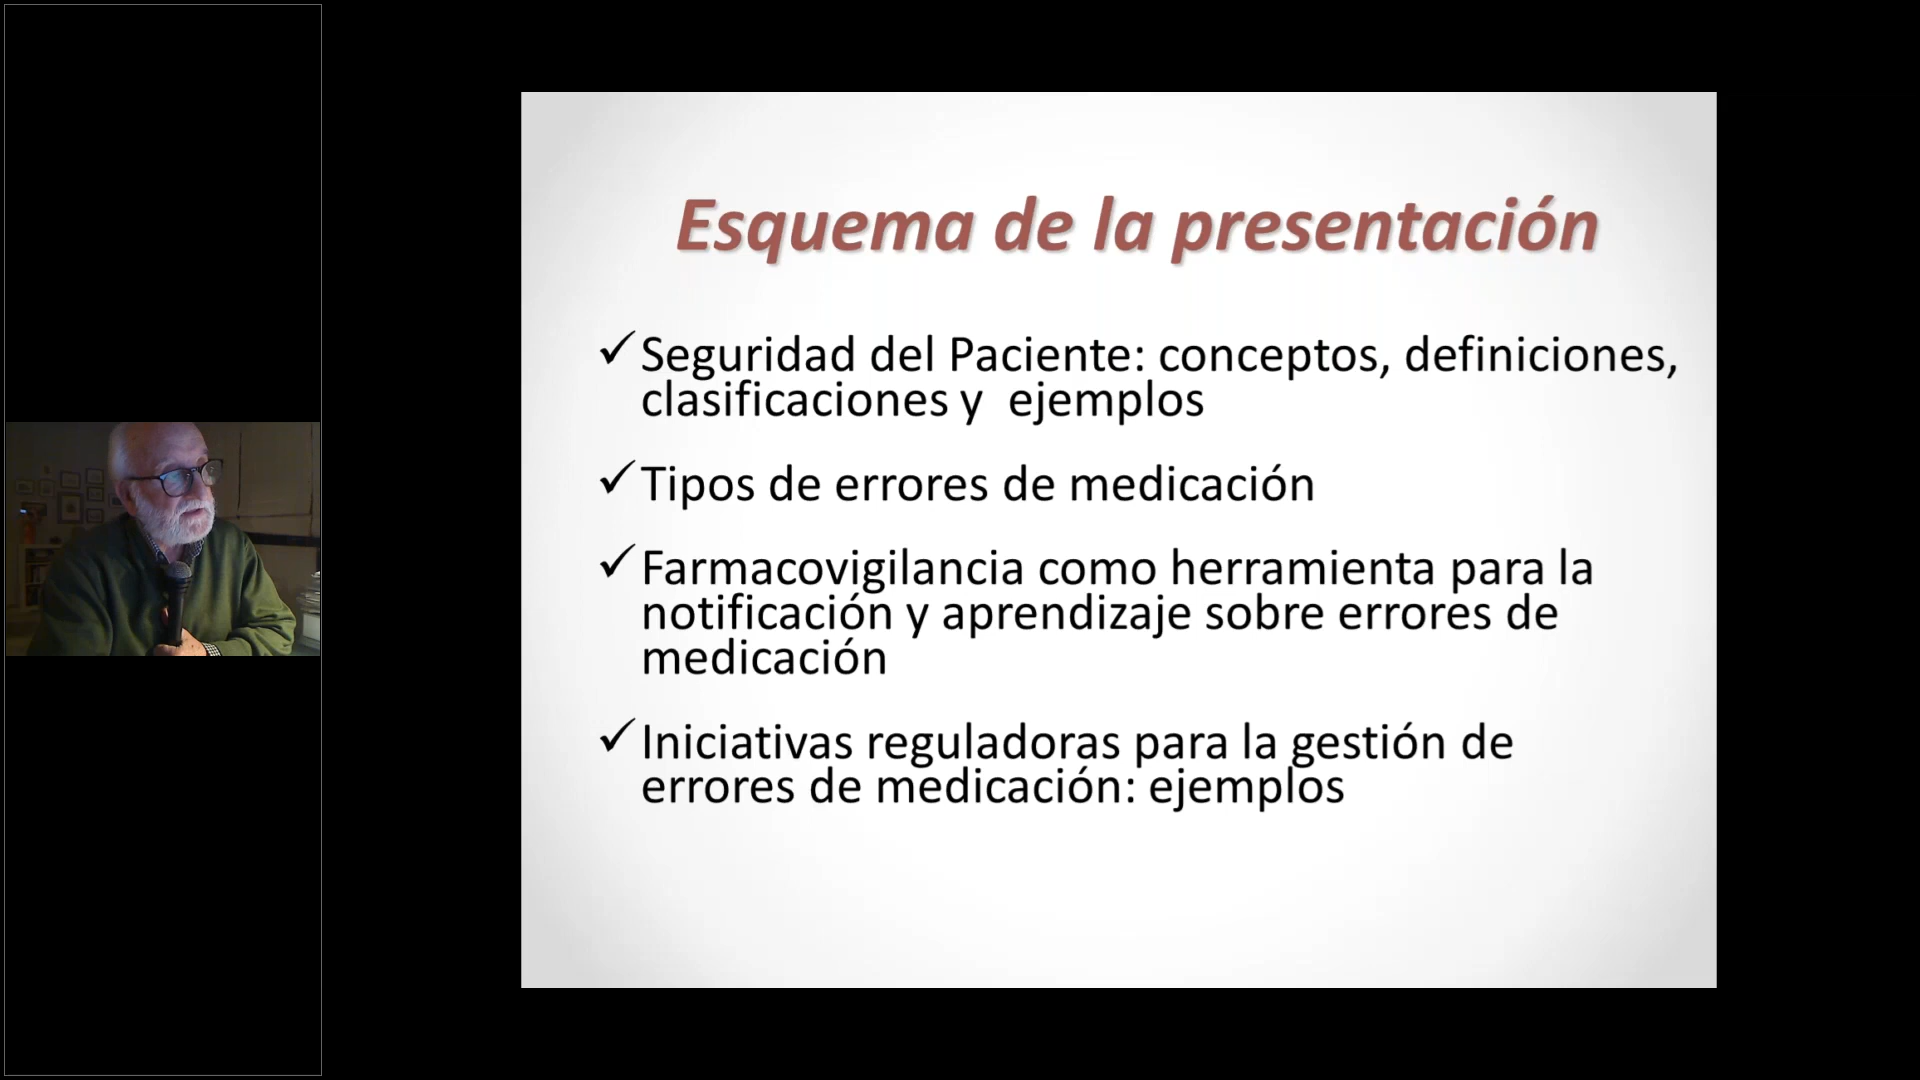 Esquema de la presentación
✓Seguridad del Paciente: conceptos, definiciones,
clasificaciones y  ejemplos
✓Tipos de errores de medicación
✓Farmacovigilancia como herramienta para la
notificación y aprendizaje sobre errores de
medicación
✓Iniciativas reguladoras para la gestión de
errores de medicación: ejemplos